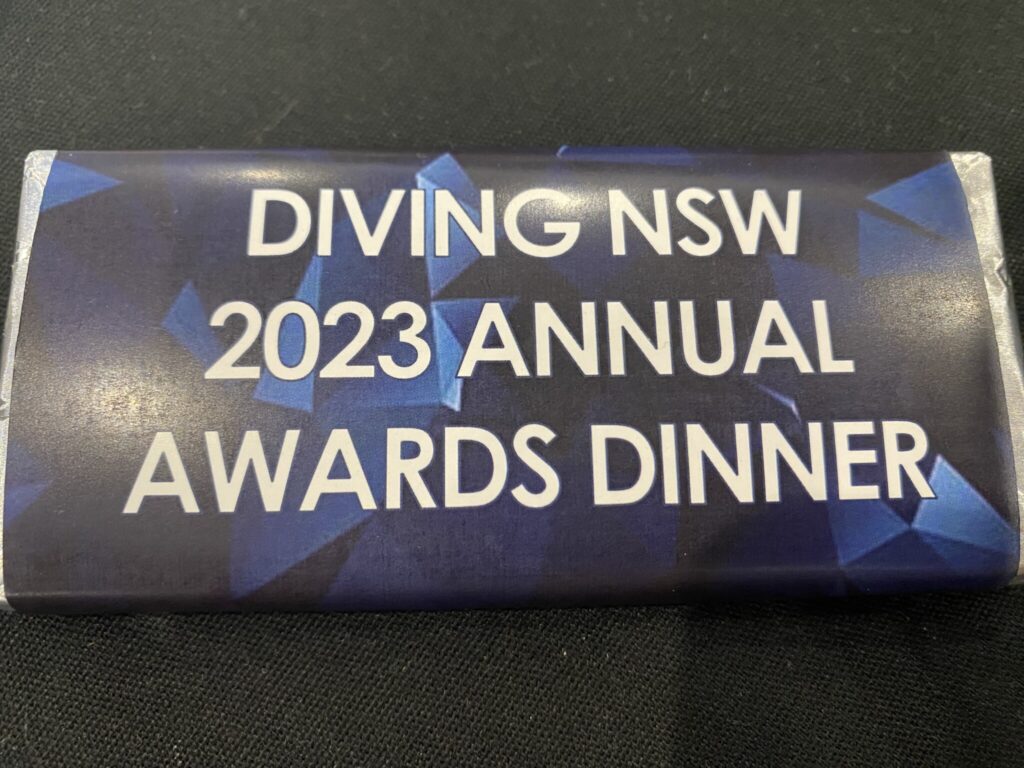 DIVING NSW
2023 ANNUAL
AWARDS DINNER